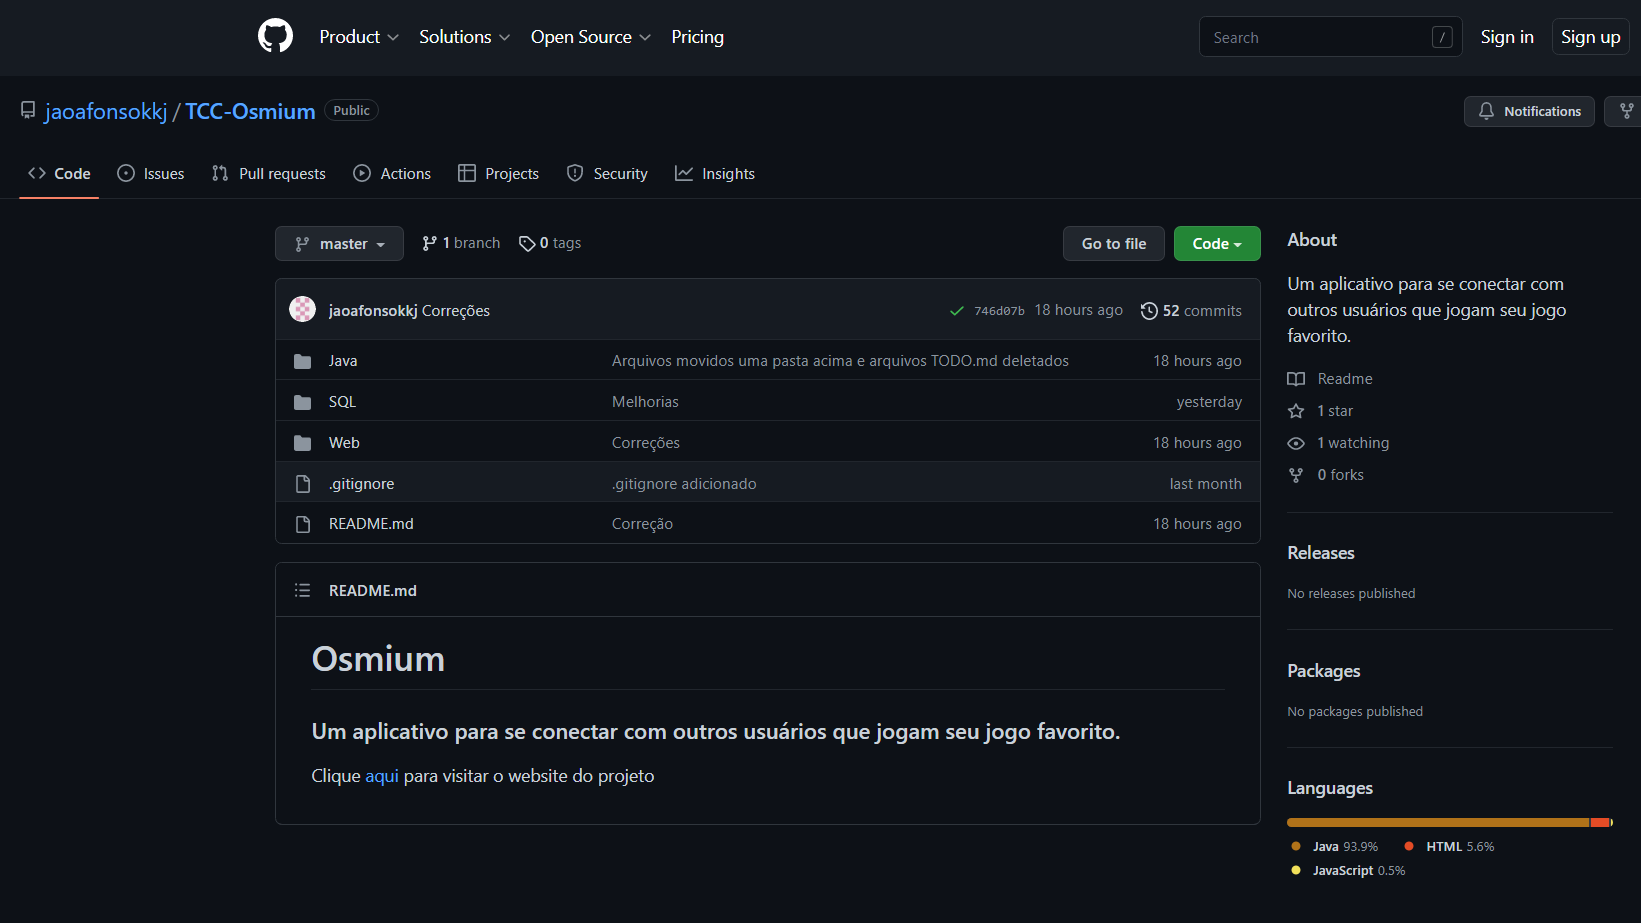 Product Solutions Open Source Pricing Search / Sign in Sign up
jaoafonsokkj / TCC-Osmium Public Notifications
Code Issues Pull requests Actions Projects Security Insights
master 1 branch 0 tags Go to file Code
jaoafonsokkj Correções 746d07b 18 hours ago 52 commits
Java Arquivos movidos uma pasta acima e arquivos TODO.md deletados 18 hours ago
SQL Melhorias yesterday
Web Correções 18 hours ago
.gitignore .gitignore adicionado last month
README.md Correção 18 hours ago
README.md
Osmium
Um aplicativo para se conectar com outros usuários que jogam seu jogo favorito.
Clique aqui para visitar o website do projeto
About
Um aplicativo para se conectar com
outros usuários que jogam seu jogo
favorito.
Readme
1 star
1 watching
0 forks
Releases
No releases published
Packages
No packages published
Languages
Java 93.9% HTML 5.6%
JavaScript 0.5%